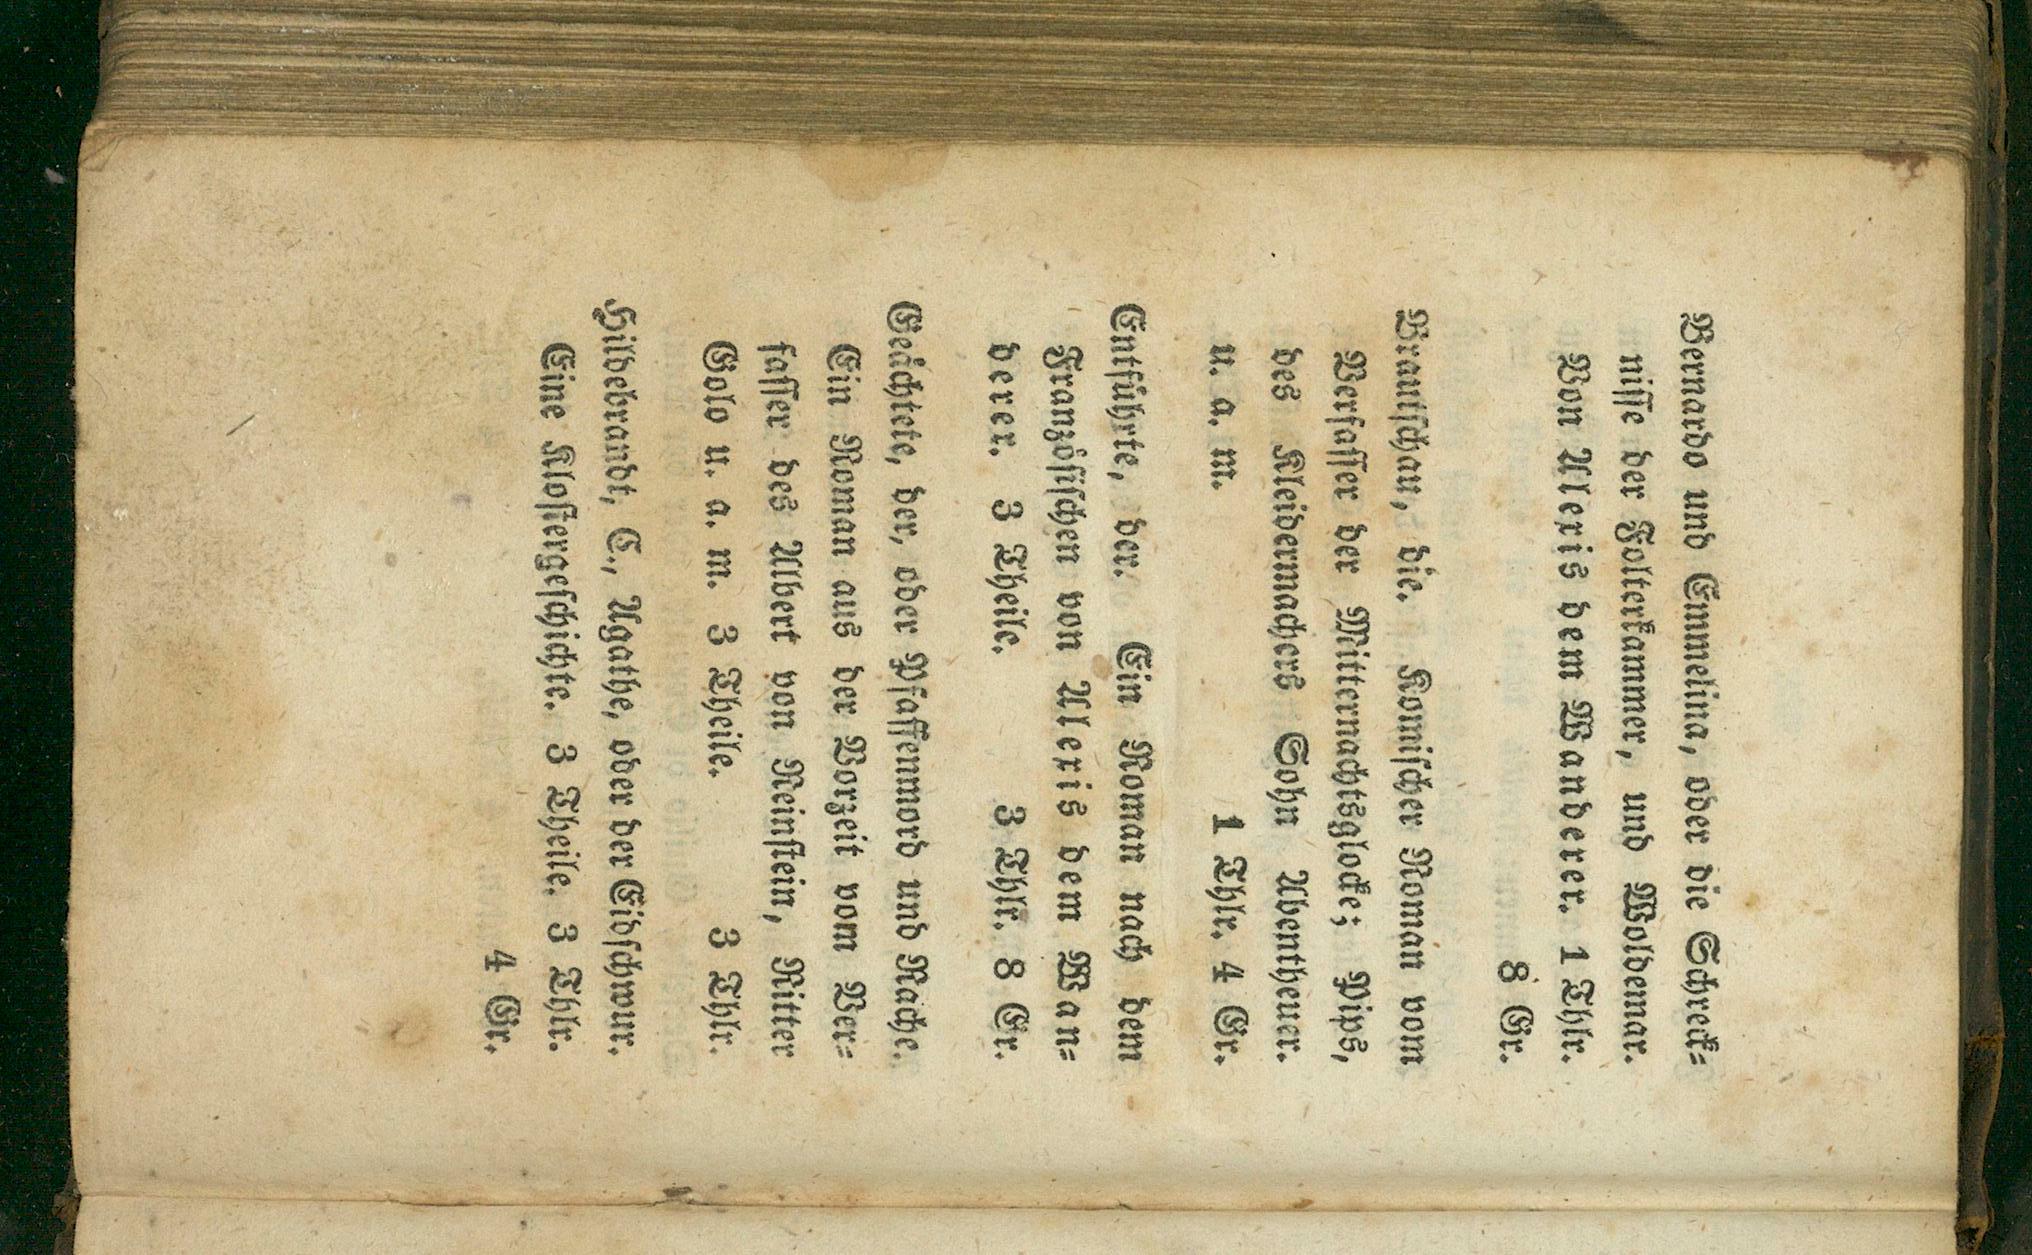 Bernardo und Emmelina, oder die Schreck=
nisse der Folterkammer, und Woldemar.
Von Alexis dem Wanderer. 1 Thlr.
8 Gr.
Brautschau, die. Komischer Roman vom
Verfasser der Mitternachtsglocke; Pips,
des Kleidermachers Sohn Abentheuer.
u. a. m. 1 Thlr. 4 Gr.
Entführte, der. Ein Roman nach dem
Französischen von Alexis dem Wan=
derer. 3 Theile. 3 Thlr. 8 Gr.
Geächtete, der, oder Pfaffenmord und Rache.
Ein Roman aus der Vorzeit vom Ver=
fasser des Albert von Reinstein, Ritter
Golo u. a. m. 3 Theile. 3 Thlr.
Hildebrandt, C., Agathe, oder der Eidschwur.
Eine Klostergeschichte. 3 Theile. 3 Thlr.
4 Gr.